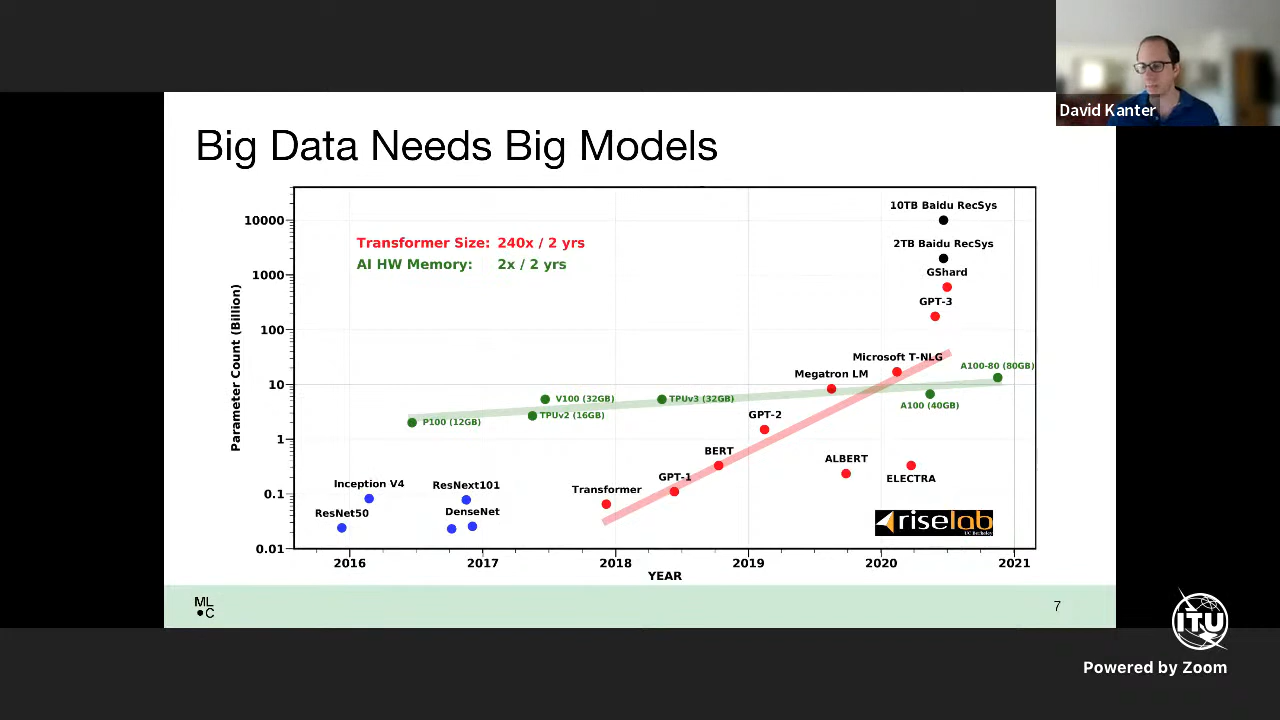 David Kanter
Big Data Needs Big Models
Transformer Size: 240x / 2 yrs
AI HW Memory: 2x / 2 yrs
Parameter Count (Billion)
10000
1000
100
10
1
0.1
0.01
10TB Baidu RecSys
2TB Baidu RecSys
GShard
GPT-3
Microsoft T-NLG
Megatron LM
A100-80 (80GB)
V100 (32GB)
TPUv3 (32GB)
A100 (40GB)
P100 (12GB)
TPUv2 (16GB)
GPT-2
BERT
ALBERT
GPT-1
ELECTRA
Inception V4
ResNext101
Transformer
ResNet50
DenseNet
riselab
UC Berkeley
2016 2017 2018 2019 2020 2021
YEAR
ML
C
7
ITU
Powered by Zoom